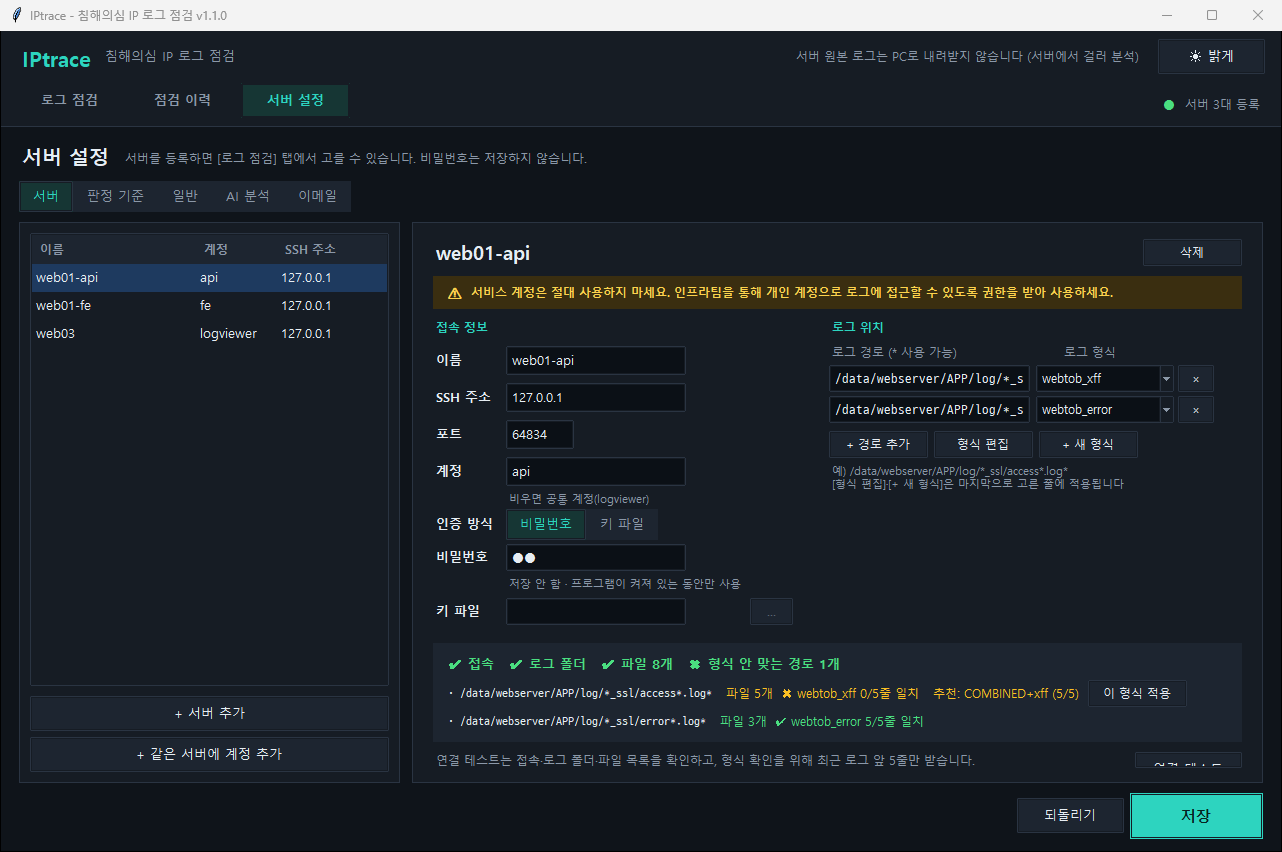 IPtrace - 침해의심 IP 로그 점검 v1.1.0
IPtrace 침해의심 IP 로그 점검 서버 원본 로그는 PC로 내려받지 않습니다 (서버에서 걸러 분석) ☀ 밝게
로그 점검 점검 이력 서버 설정 ● 서버 3대 등록
서버 설정 서버를 등록하면 [로그 점검] 탭에서 고를 수 있습니다. 비밀번호는 저장하지 않습니다.
서버 판정 기준 일반 AI 분석 이메일
이름 계정 SSH 주소
web01-api api 127.0.0.1
web01-fe fe 127.0.0.1
web03 logviewer 127.0.0.1
+ 서버 추가
+ 같은 서버에 계정 추가
web01-api 삭제
⚠ 서비스 계정은 절대 사용하지 마세요. 인프라팀을 통해 개인 계정으로 로그에 접근할 수 있도록 권한을 받아 사용하세요.
접속 정보
이름 web01-api
SSH 주소 127.0.0.1
포트 64834
계정 api
비우면 공통 계정(logviewer)
인증 방식 비밀번호 키 파일
비밀번호 ●●
저장 안 함 · 프로그램이 켜져 있는 동안만 사용
키 파일 ...
로그 위치
로그 경로 (* 사용 가능) 로그 형식
/data/webserver/APP/log/*_s webtob_xff ×
/data/webserver/APP/log/*_s webtob_error ×
+ 경로 추가 형식 편집 + 새 형식
예) /data/webserver/APP/log/*_ssl/access*.log*
[형식 편집]·[+ 새 형식]은 마지막으로 고른 줄에 적용됩니다
✔ 접속 ✔ 로그 폴더 ✔ 파일 8개 ✖ 형식 안 맞는 경로 1개
· /data/webserver/APP/log/*_ssl/access*.log* 파일 5개 ✖ webtob_xff 0/5줄 일치 추천: COMBINED+xff (5/5) 이 형식 적용
· /data/webserver/APP/log/*_ssl/error*.log* 파일 3개 ✔ webtob_error 5/5줄 일치
연결 테스트는 접속·로그 폴더·파일 목록을 확인하고, 형식 확인을 위해 최근 로그 앞 5줄만 받습니다. 연결 테스트
되돌리기 저장